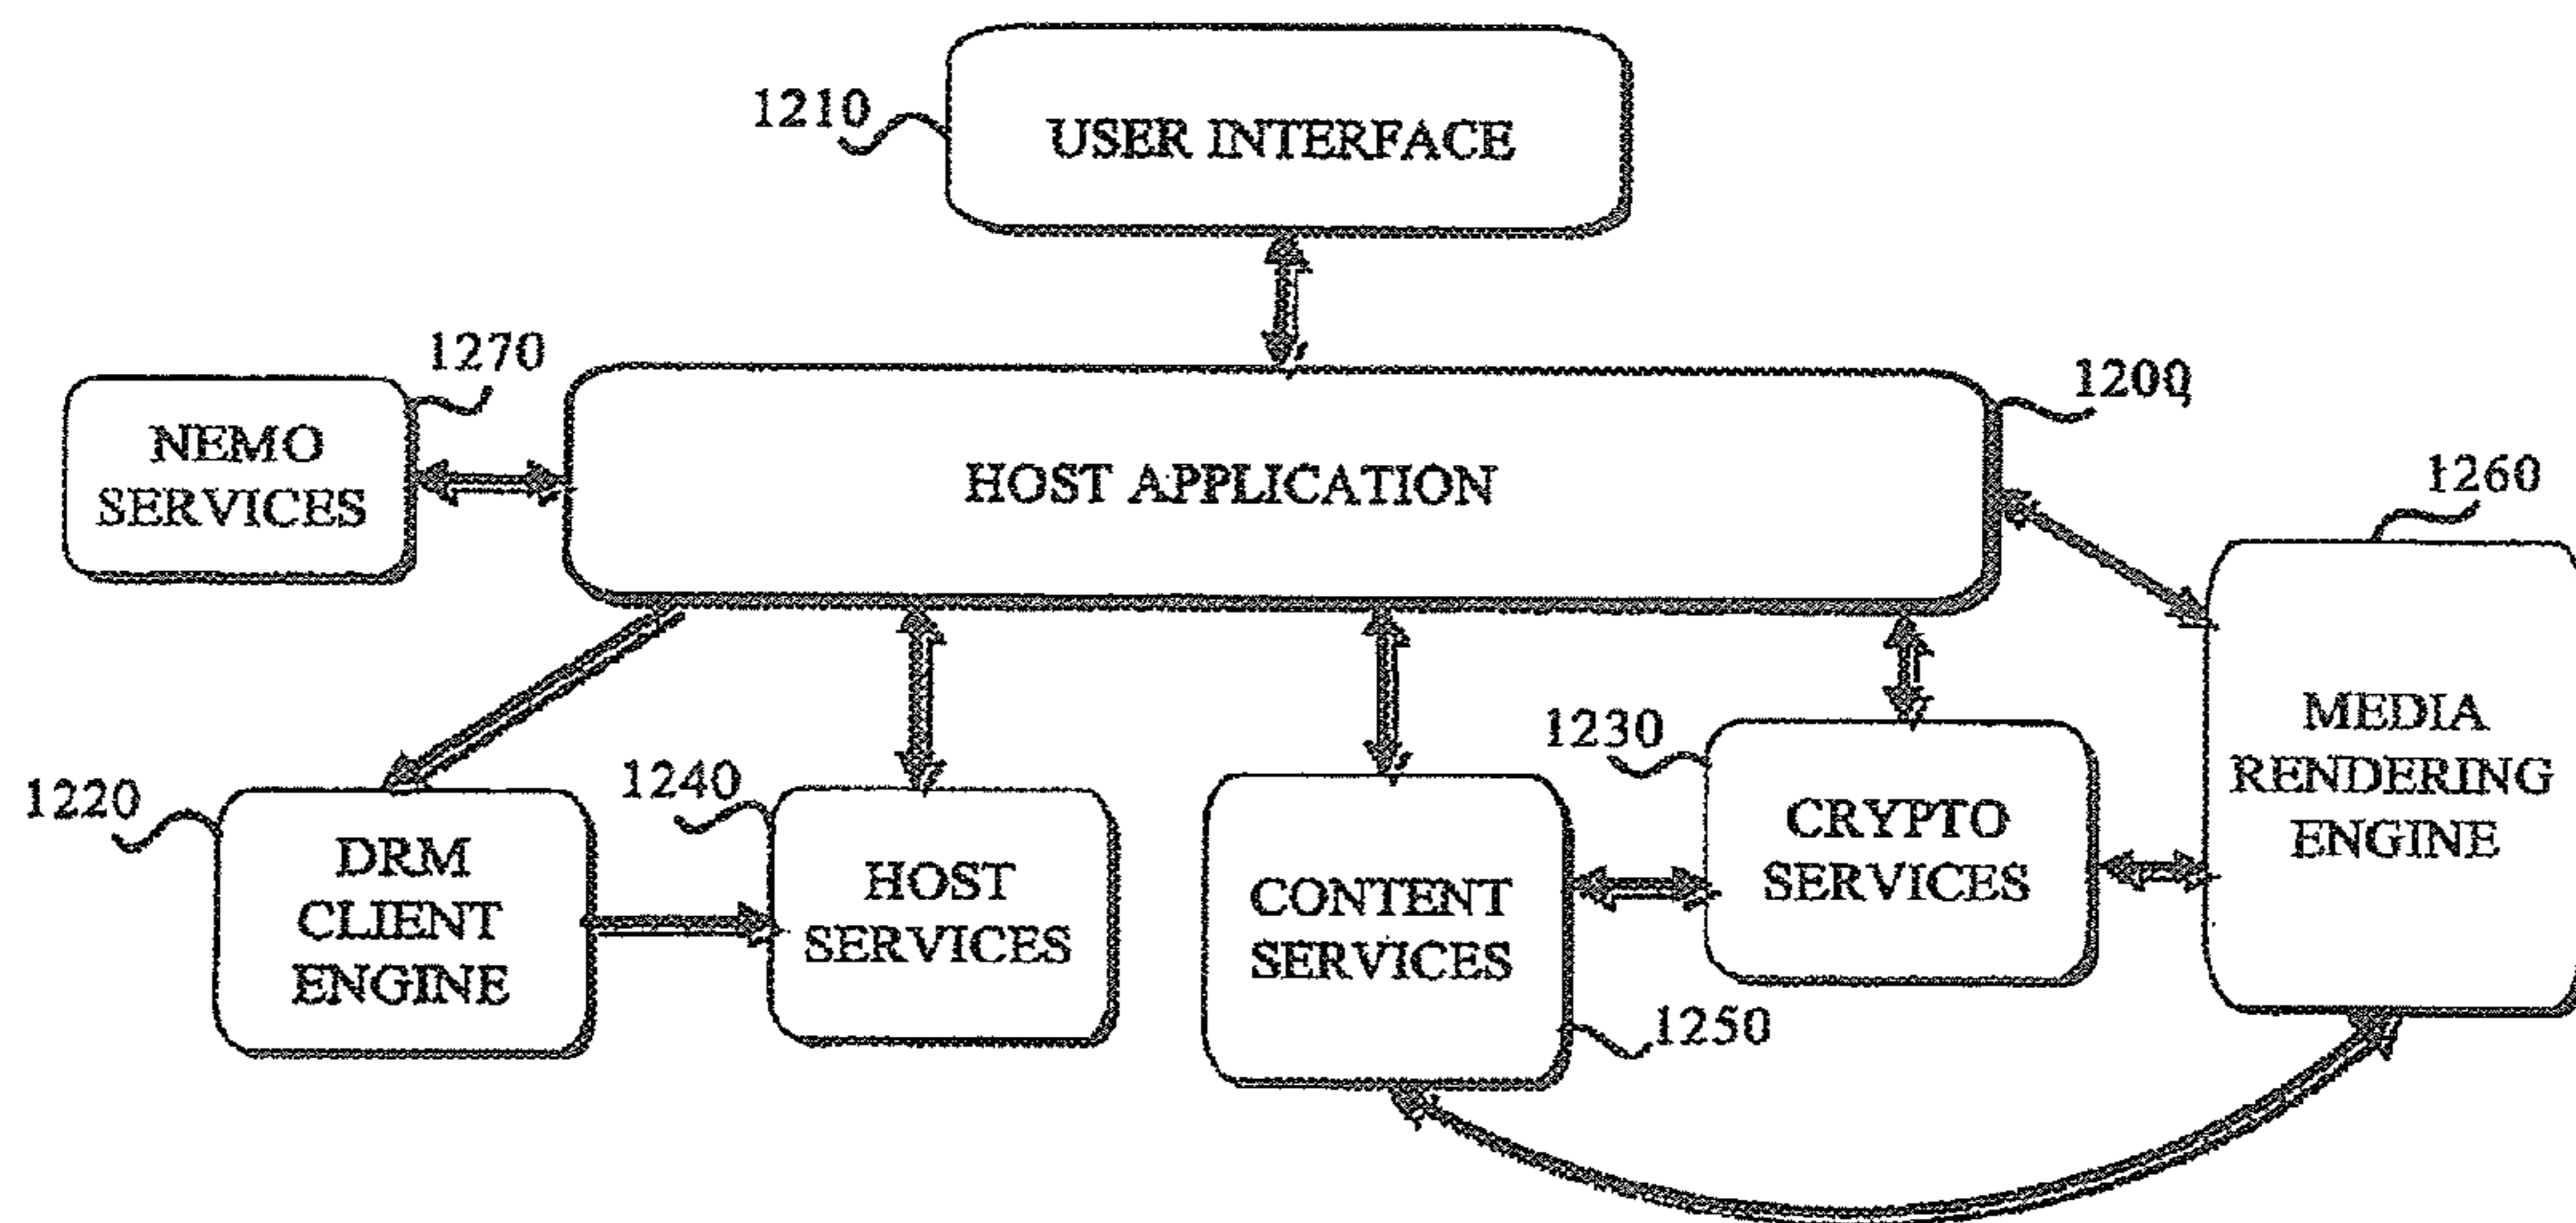 1210
USER INTERFACE
1270
1200
NEMO
SERVICES
HOST APPLICATION
1260
1220
DRM
CLIENT
ENGINE
1240
HOST
SERVICES
CONTENT
SERVICES
1250
1230
CRYPTO
SERVICES
MEDIA
RENDERING
ENGINE